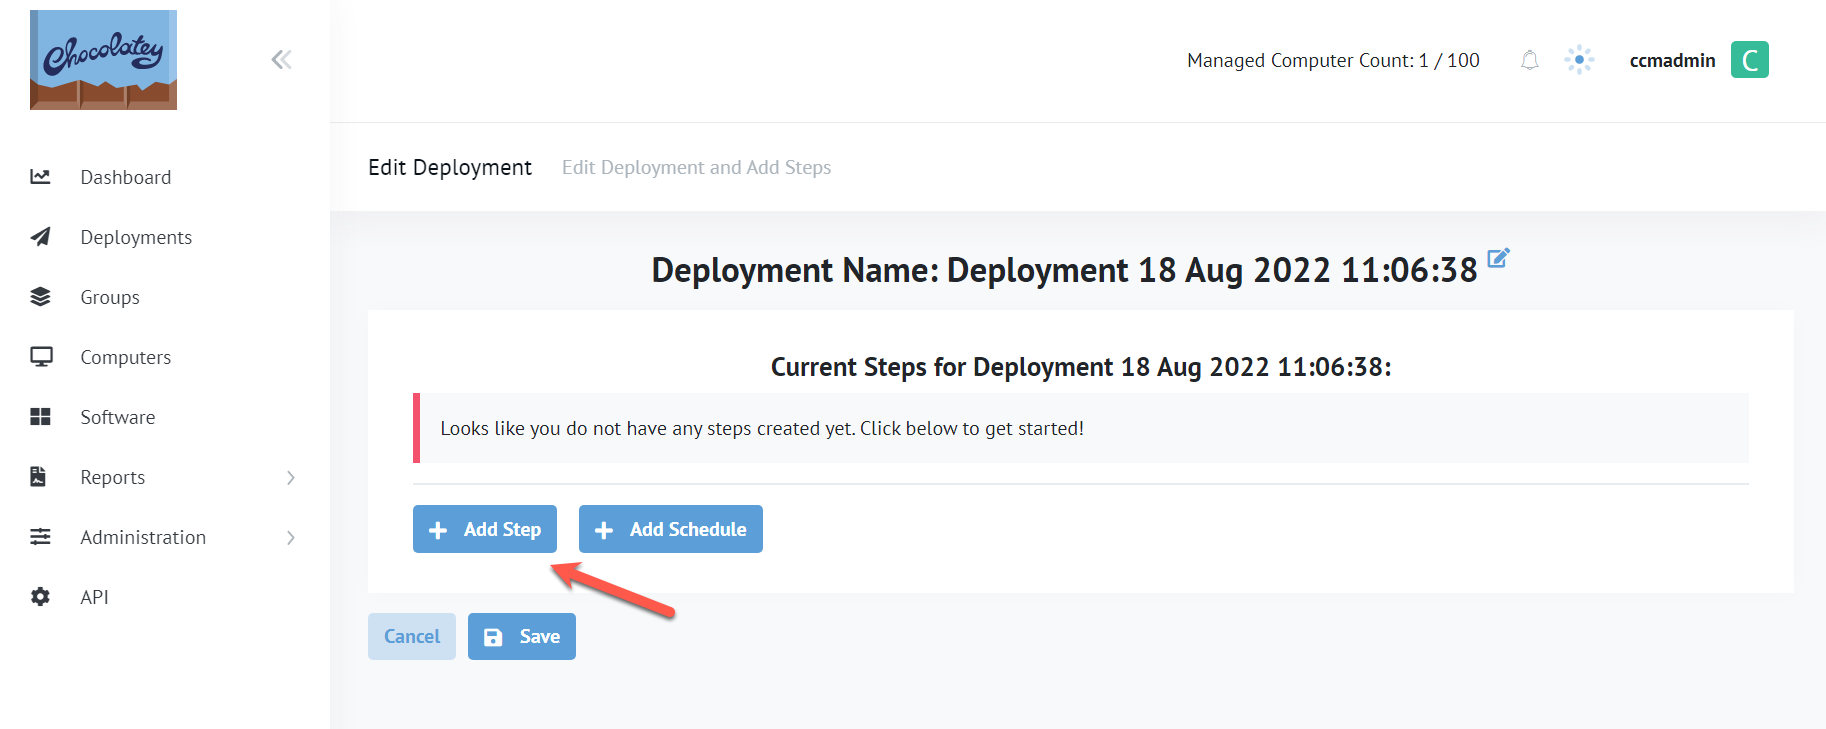 Chocolatey
Managed Computer Count: 1 / 100
ccmadmin
C
Dashboard
Deployments
Groups
Computers
Software
Reports
Administration
API
Edit Deployment
Edit Deployment and Add Steps
Deployment Name: Deployment 18 Aug 2022 11:06:38
Current Steps for Deployment 18 Aug 2022 11:06:38:
Looks like you do not have any steps created yet. Click below to get started!
Add Step
Add Schedule
Cancel
Save